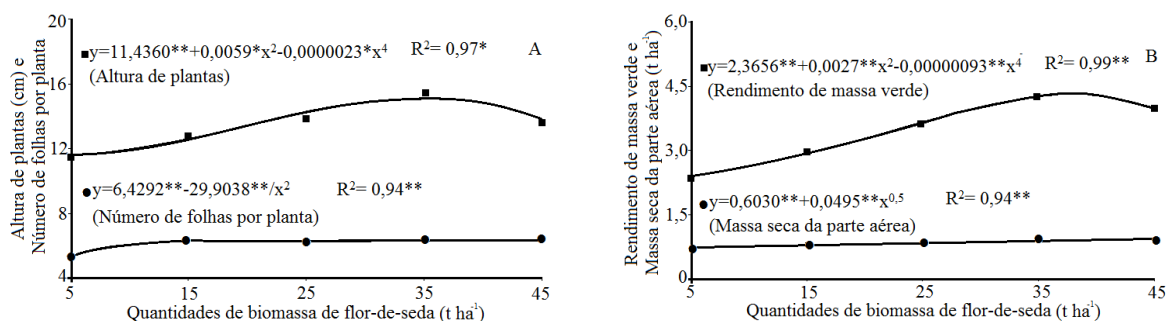 Altura de plantas (cm) e
Número de folhas por planta
20
16
12
8
4
y=11,4360**+0,0059*x²-0,0000023*x⁴ R²= 0,97* A
(Altura de plantas)
y=6,4292**-29,9038**/x² R²= 0,94**
(Número de folhas por planta)
5 15 25 35 45
Quantidades de biomassa de flor-de-seda (t ha⁻¹)
Rendimento de massa verde e
Massa seca da parte aérea (t ha⁻¹)
6,0
4,5
3,0
1,5
0,0
y=2,3656**+0,0027**x²-0,00000093**x⁴ R²= 0,99** B
(Rendimento de massa verde)
y=0,6030**+0,0495**x⁰,⁵ R²= 0,94**
(Massa seca da parte aérea)
5 15 25 35 45
Quantidades de biomassa de flor-de-seda (t ha⁻¹)